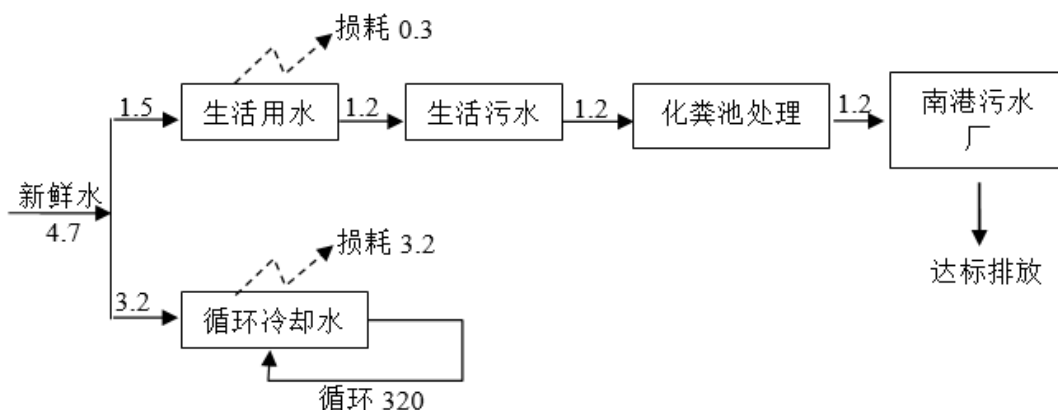 损耗 0.3
1.5
生活用水
1.2
生活污水
1.2
化粪池处理
1.2
南港污水
厂
新鲜水
4.7
损耗 3.2
达标排放
3.2
循环冷却水
循环 320